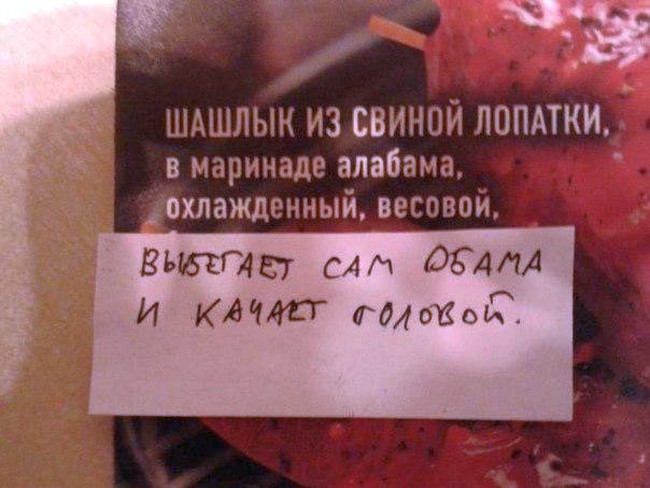 ШАШЛЫК ИЗ СВИНОЙ ЛОПАТКИ,
в маринаде алабама,
охлажденный, весовой,
ВЫБЕГАЕТ САМ ОБАМА
И КАЧАЕТ ГОЛОВОЙ.